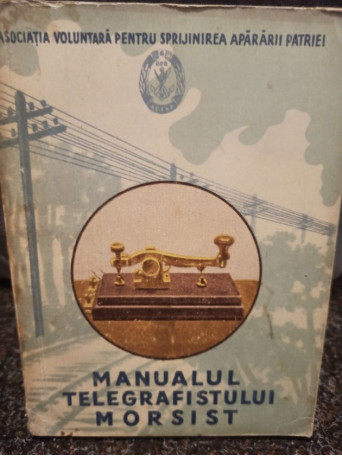 ASOCIAȚIA VOLUNTARĂ PENTRU SPRIJINIREA APĂRĂRII PATRIEI
MANUALUL
TELEGRAFISTULUI
MORSIST